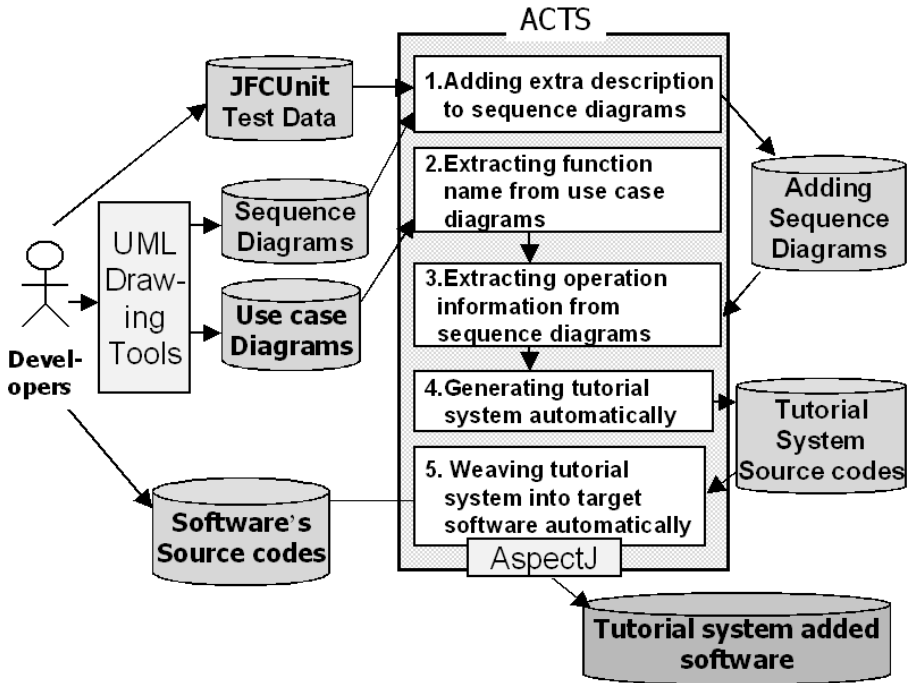 ACTS
JFCUnit
Test Data
1.Adding extra description
to sequence diagrams
2.Extracting function
name from use case
diagrams
Sequence
Diagrams
Adding
Sequence
Diagrams
UML
Draw-
ing
Tools
3.Extracting operation
information from
sequence diagrams
Use case
Diagrams
Devel-
opers
4.Generating tutorial
system automatically
Tutorial
System
Source codes
5. Weaving tutorial
system into target
software automatically
Software's
Source codes
AspectJ
Tutorial system added
software